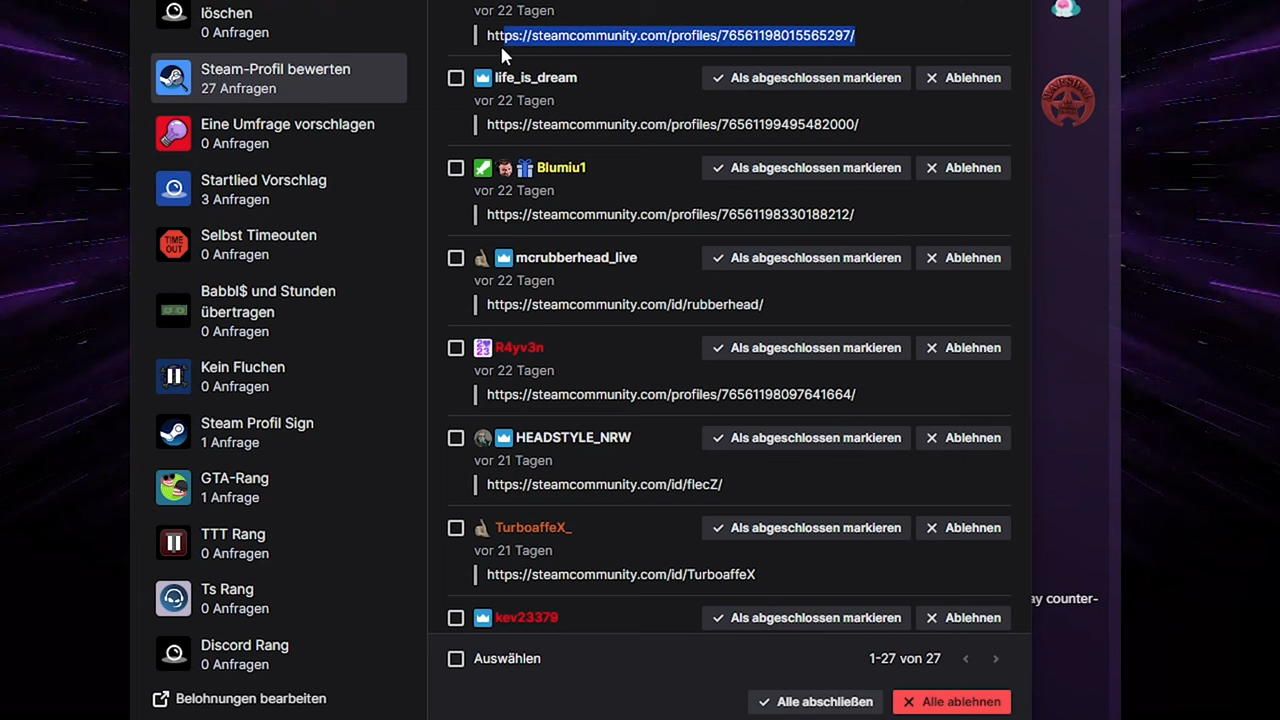 löschen
0 Anfragen
Steam-Profil bewerten
27 Anfragen
Eine Umfrage vorschlagen
0 Anfragen
Startlied Vorschlag
3 Anfragen
TIME
OUT
Selbst Timeouten
0 Anfragen
Babbl$ und Stunden
übertragen
0 Anfragen
Kein Fluchen
0 Anfragen
Steam Profil Sign
1 Anfrage
GTA-Rang
1 Anfrage
TTT Rang
0 Anfragen
Ts Rang
0 Anfragen
Discord Rang
0 Anfragen
Belohnungen bearbeiten
vor 22 Tagen
https://steamcommunity.com/profiles/76561198015565297/
life_is_dream Als abgeschlossen markieren Ablehnen
vor 22 Tagen
https://steamcommunity.com/profiles/76561199495482000/
Blumiu1 Als abgeschlossen markieren Ablehnen
vor 22 Tagen
https://steamcommunity.com/profiles/76561198330188212/
mcrubberhead_live Als abgeschlossen markieren Ablehnen
vor 22 Tagen
https://steamcommunity.com/id/rubberhead/
R4yv3n Als abgeschlossen markieren Ablehnen
vor 22 Tagen
https://steamcommunity.com/profiles/76561198097641664/
HEADSTYLE_NRW Als abgeschlossen markieren Ablehnen
vor 21 Tagen
https://steamcommunity.com/id/flecZ/
TurboaffeX_ Als abgeschlossen markieren Ablehnen
vor 21 Tagen
https://steamcommunity.com/id/TurboaffeX
kev23379 Als abgeschlossen markieren Ablehnen
Auswählen 1-27 von 27
Alle abschließen Alle ablehnen
MARSHAL
ay counter-